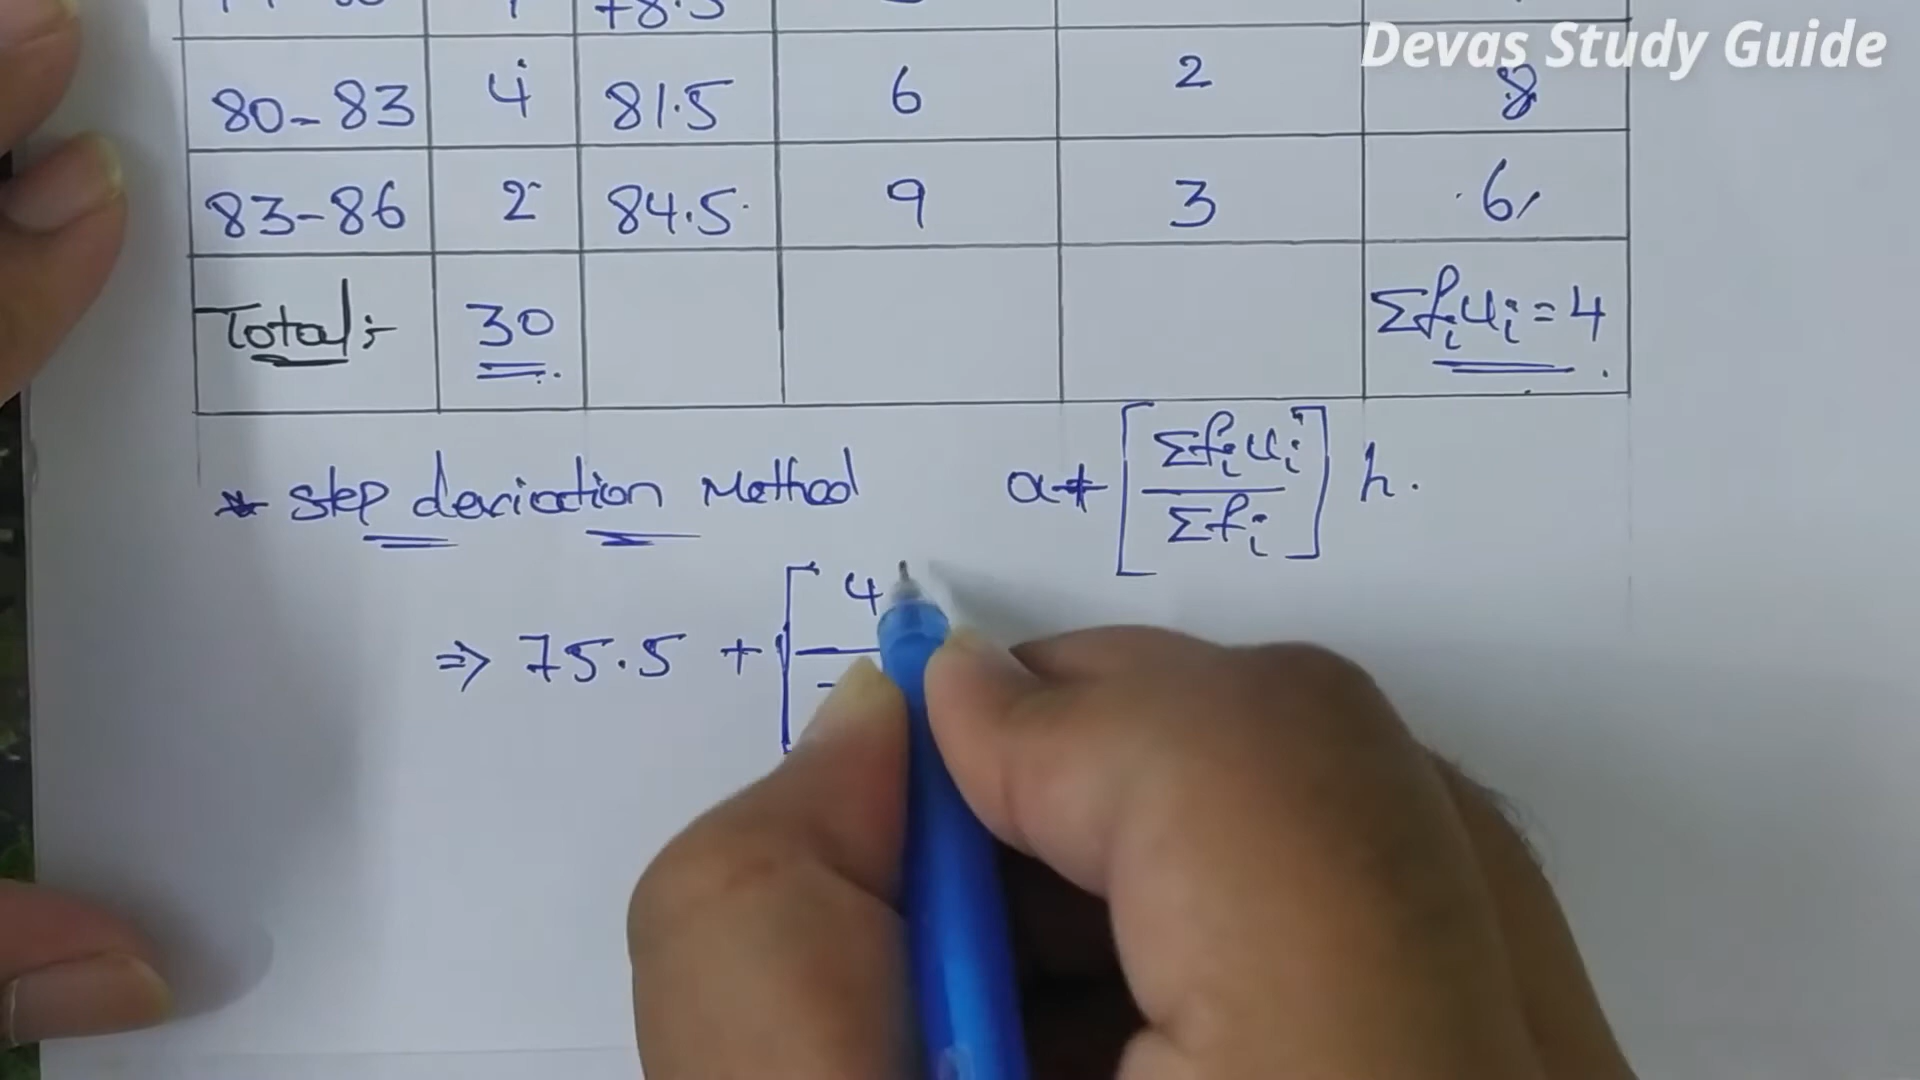 Devas Study Guide
80-83 4 81.5 6 2 8
83-86 2 84.5 9 3 6
Total:- 30 Σfᵢuᵢ=4
* Step deviation Method a+[Σfᵢuᵢ/Σfᵢ] h.
⇒ 75.5 + [4